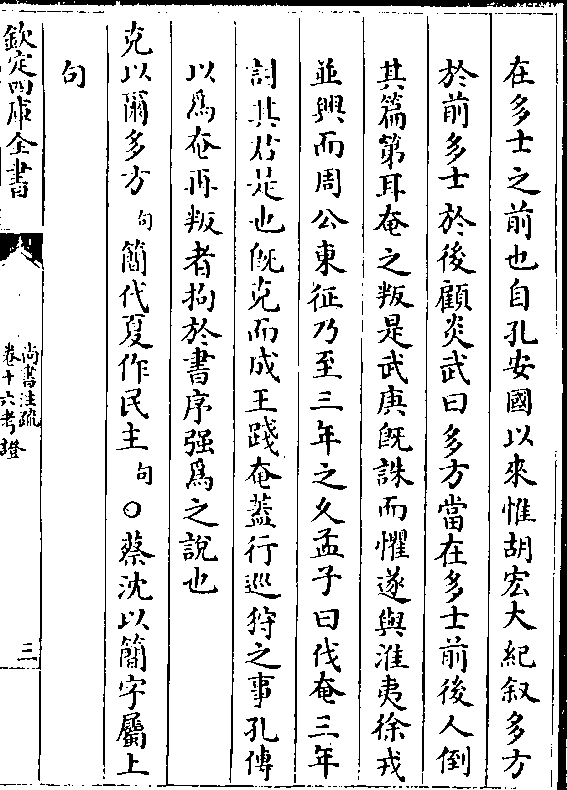 在多士之前也自孔安國以來惟胡宏大紀叙多方
於前多士於後顧炎武曰多方當在多士前後人倒
其篇第耳奄之叛是武庚既誅而懼遂與淮夷徐戎
並興而周公東征乃至三年之久孟子曰伐奄三年
討其君是也既克而成王踐奄葢行巡狩之事孔傳
以爲奄再叛者拘於書序强爲之說也
克以爾多方句簡代夏作民主句○蔡沈以簡字屬上
句
欽定四庫全書
尚書注疏
卷十六考證
三